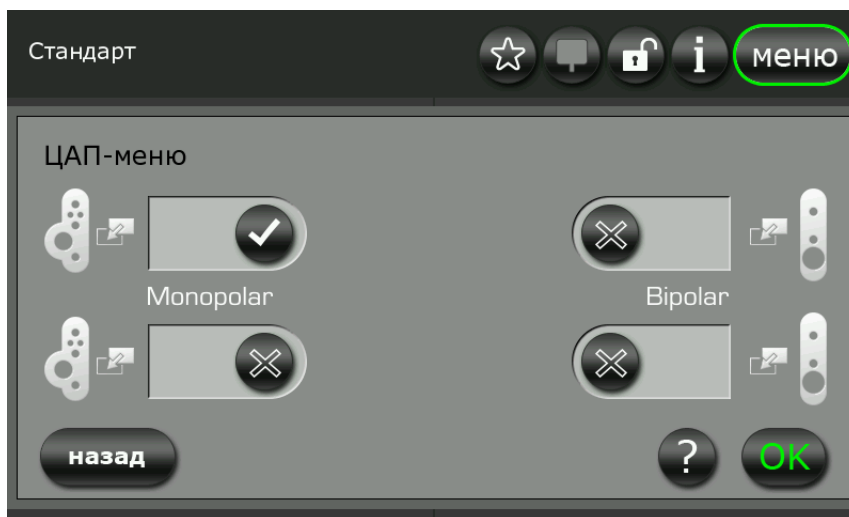 Стандарт
i
меню
ЦАП-меню
Monopolar
Bipolar
назад
?
OK